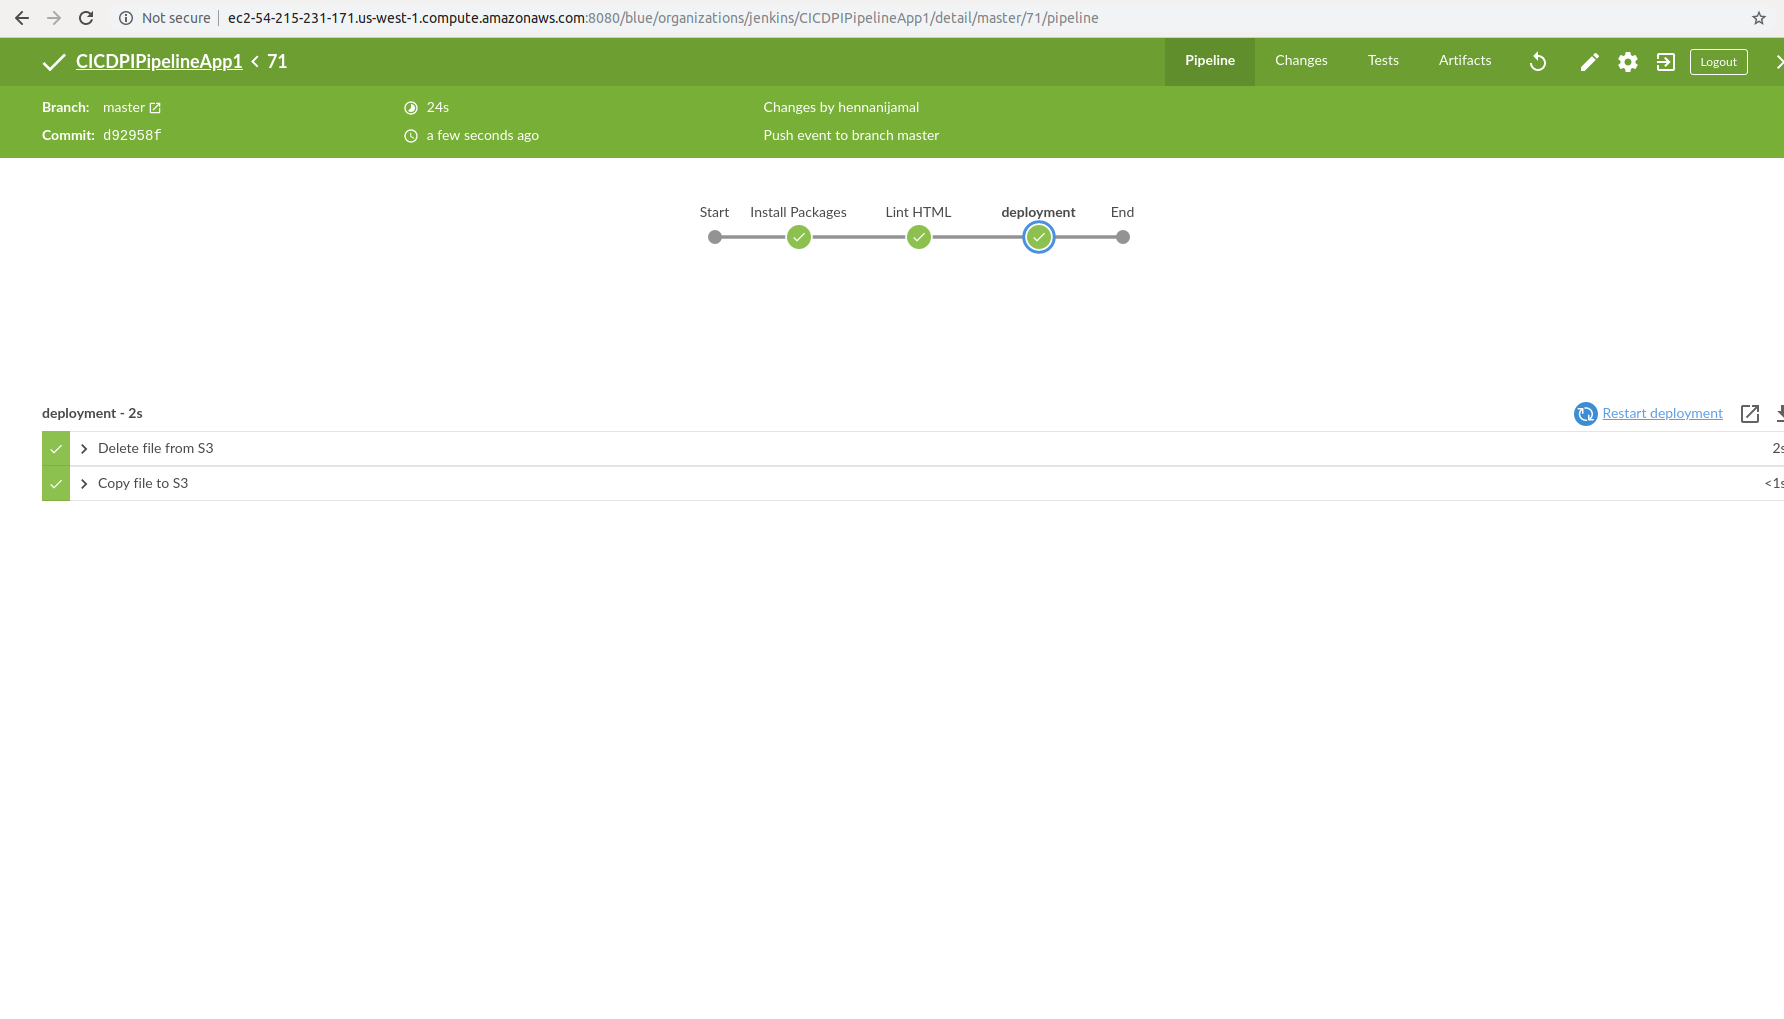 Not secure | ec2-54-215-231-171.us-west-1.compute.amazonaws.com:8080/blue/organizations/jenkins/CICDPIPipelineApp1/detail/master/71/pipeline
CICDPIPipelineApp1 < 71 Pipeline Changes Tests Artifacts Logout
Branch: master 24s Changes by hennanijamal
Commit: d92958f a few seconds ago Push event to branch master
Start Install Packages Lint HTML deployment End
deployment - 2s Restart deployment
Delete file from S3 2s
Copy file to S3 <1s